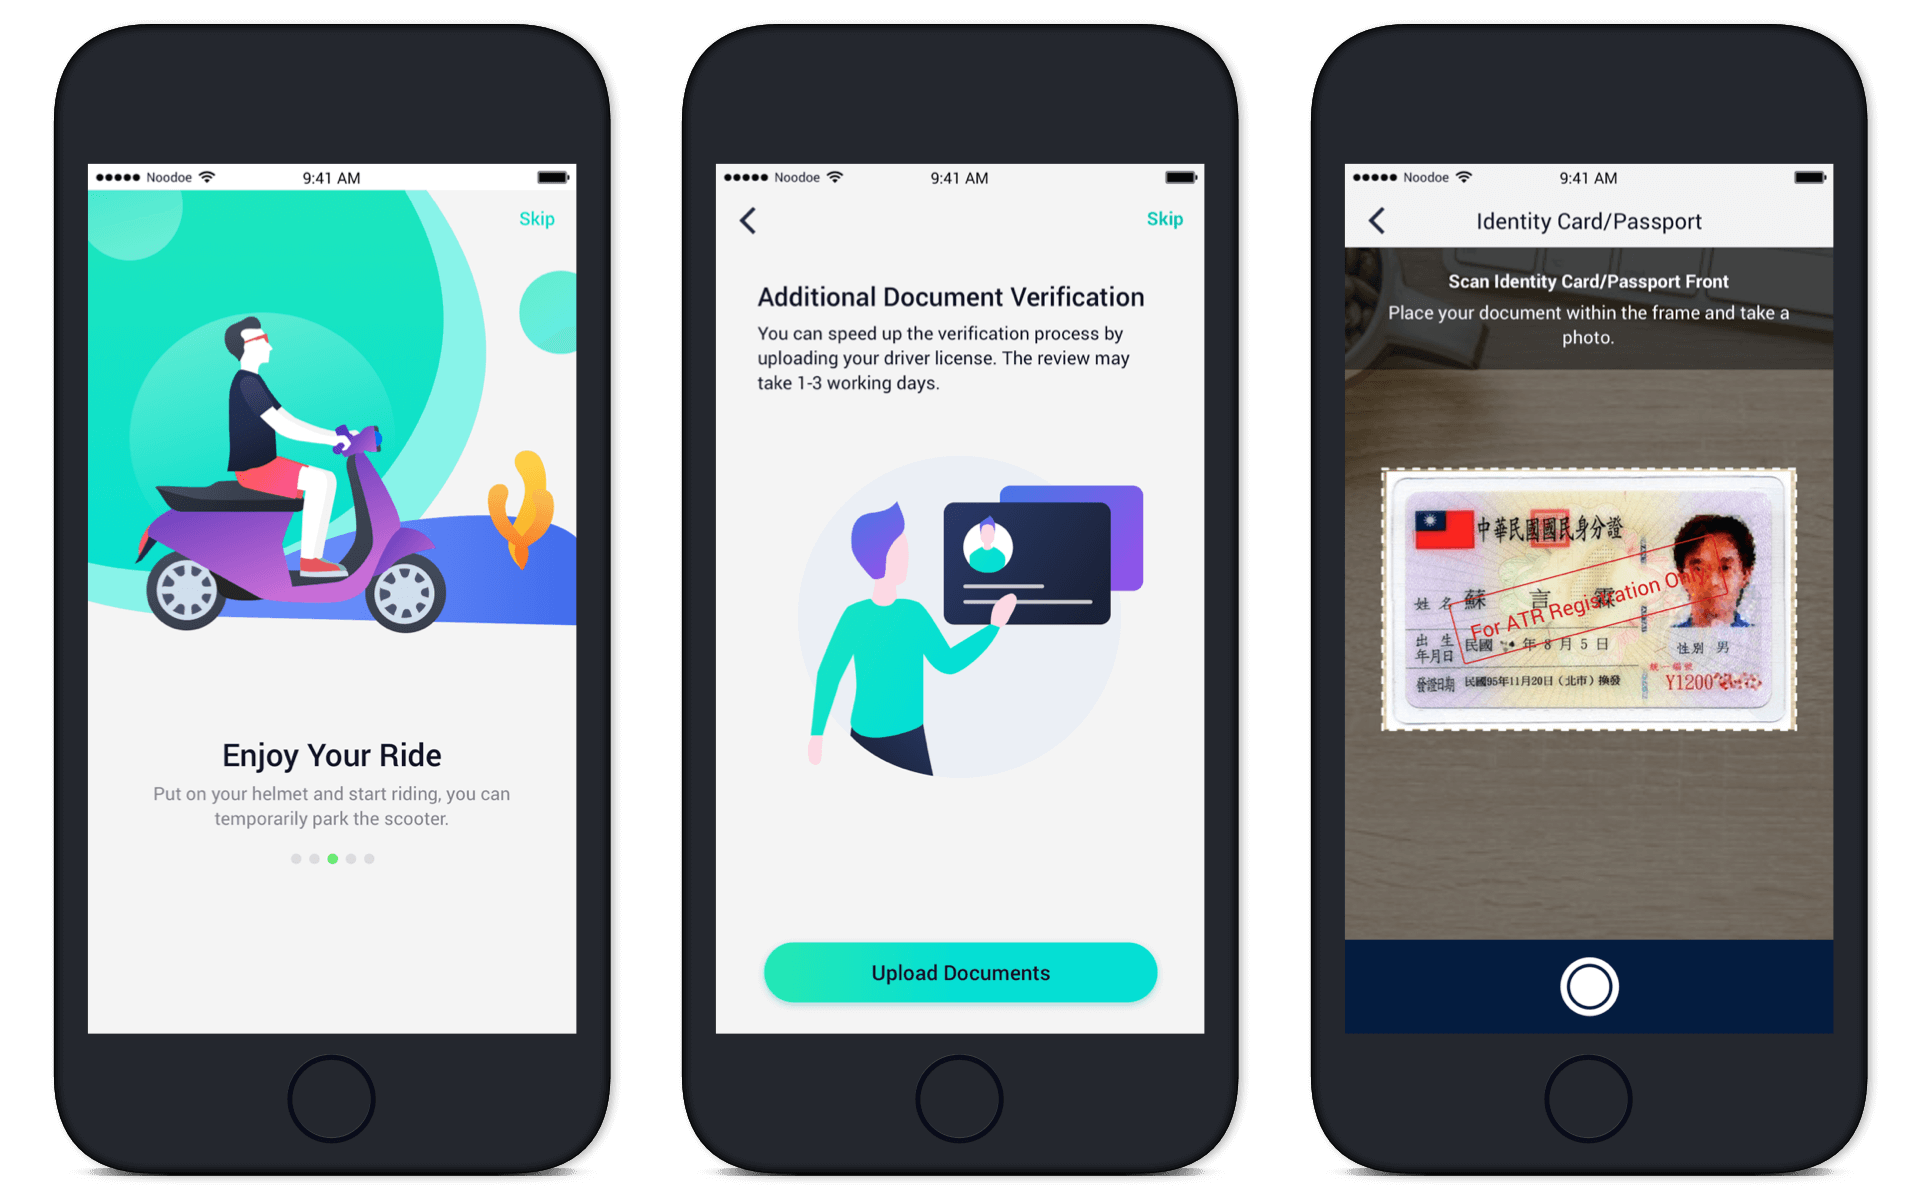 Noodoe
9:41 AM
Skip
Enjoy Your Ride
Put on your helmet and start riding, you can
temporarily park the scooter.
Noodoe
9:41 AM
Skip
Additional Document Verification
You can speed up the verification process by
uploading your driver license. The review may
take 1-3 working days.
Upload Documents
Noodoe
9:41 AM
Identity Card/Passport
Scan Identity Card/Passport Front
Place your document within the frame and take a
photo.
中華民國國民身分證
For ATR Registration Only
姓名 蘇 言 霖
出生
年月日
民國 年 8 月 5 日
性別 男
統一編號
發證日期 民國95年11月20日（北市）換發
Y1200